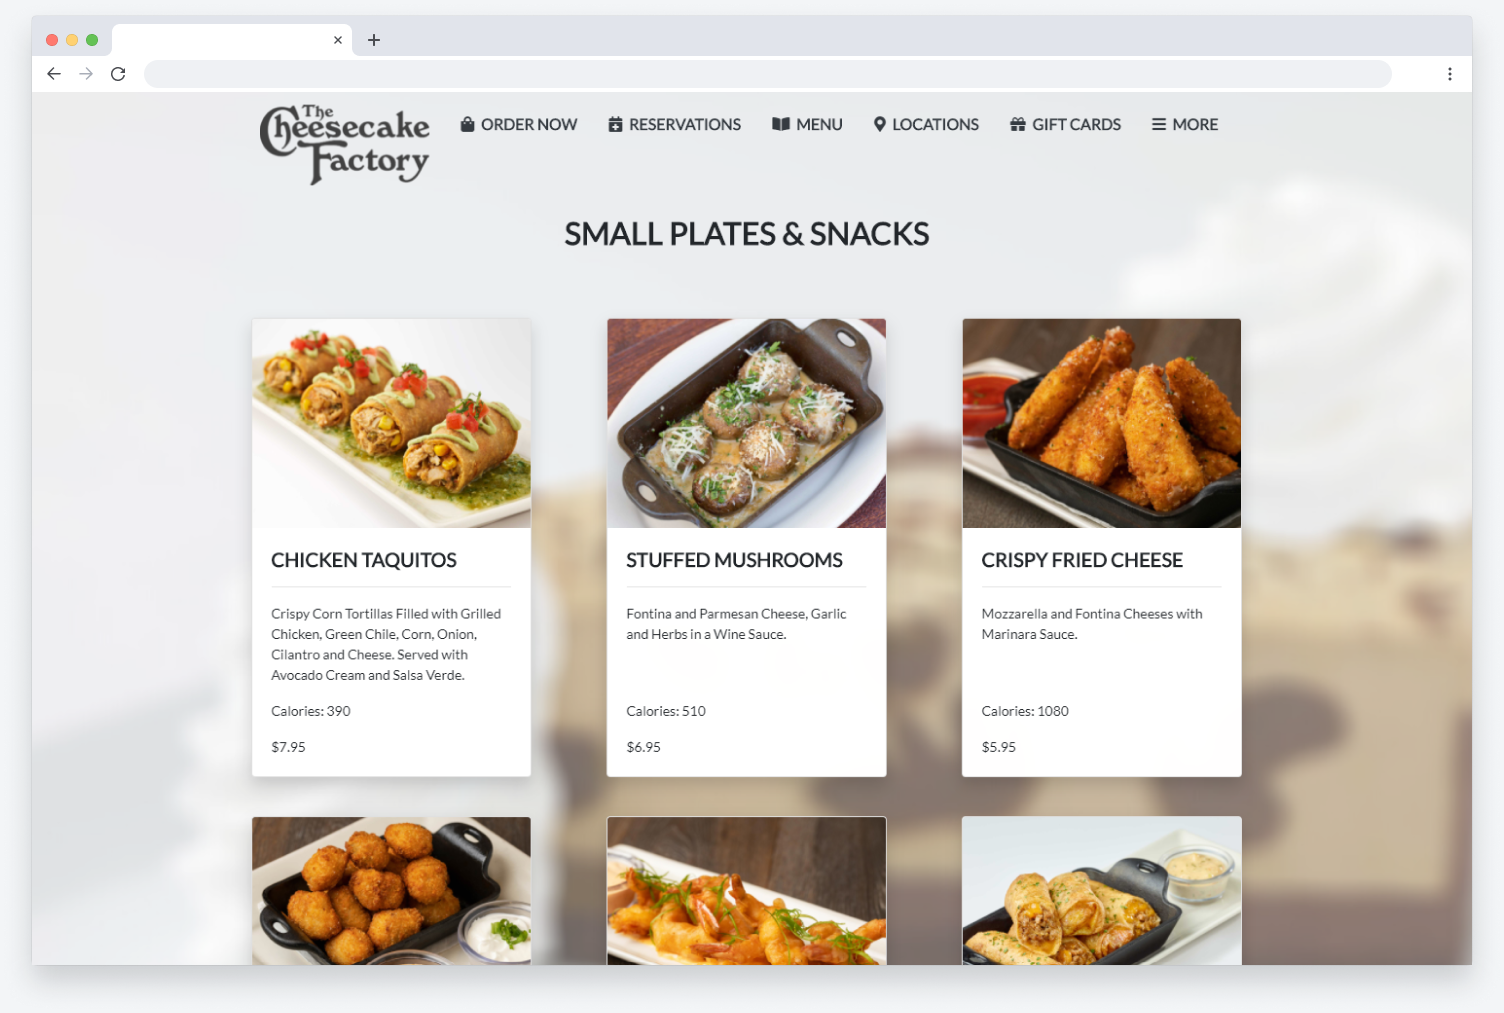 The
Cheesecake
Factory
ORDER NOW
RESERVATIONS
MENU
LOCATIONS
GIFT CARDS
MORE
SMALL PLATES & SNACKS
CHICKEN TAQUITOS
Crispy Corn Tortillas Filled with Grilled
Chicken, Green Chile, Corn, Onion,
Cilantro and Cheese. Served with
Avocado Cream and Salsa Verde.
Calories: 390
$7.95
STUFFED MUSHROOMS
Fontina and Parmesan Cheese, Garlic
and Herbs in a Wine Sauce.
Calories: 510
$6.95
CRISPY FRIED CHEESE
Mozzarella and Fontina Cheeses with
Marinara Sauce.
Calories: 1080
$5.95